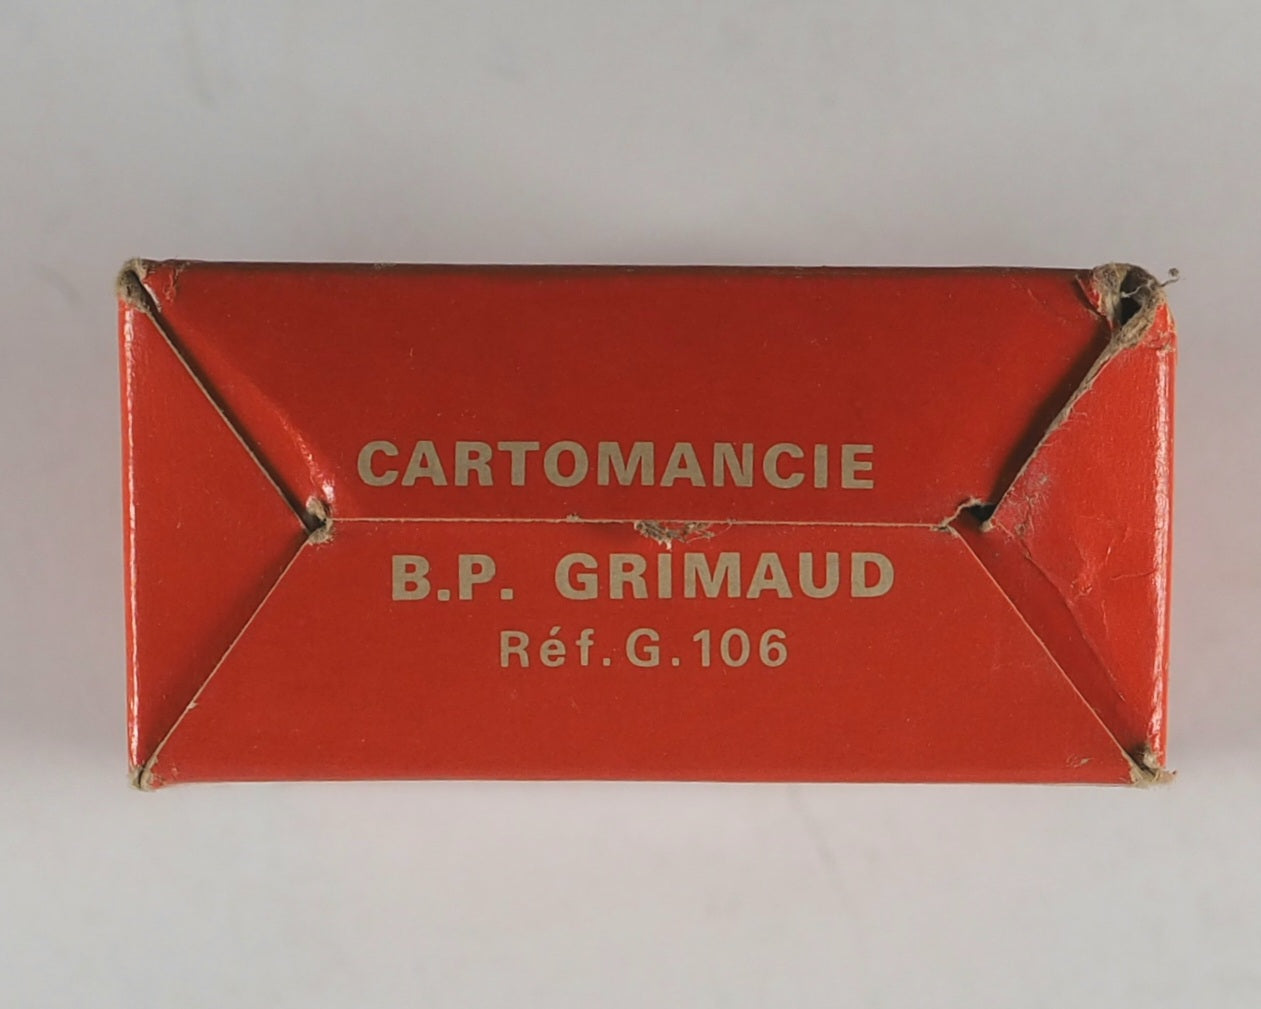 CARTOMANCIE
B.P. GRIMAUD
Réf. G. 106